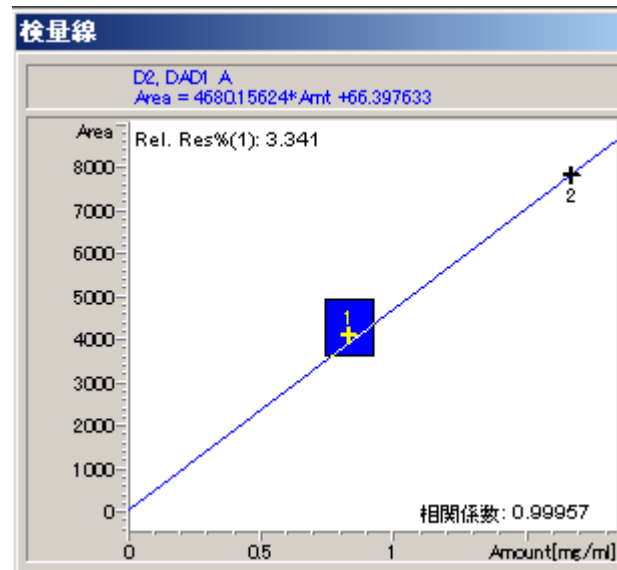 検量線
D2, DAD1 A
Area = 4680.15624*Amt +66.397633
Area
Rel. Res%(1): 3.341
8000
7000
6000
5000
4000
3000
2000
1000
0
1
2
相関係数: 0.99957
0
0.5
1
Amount[mg/ml]